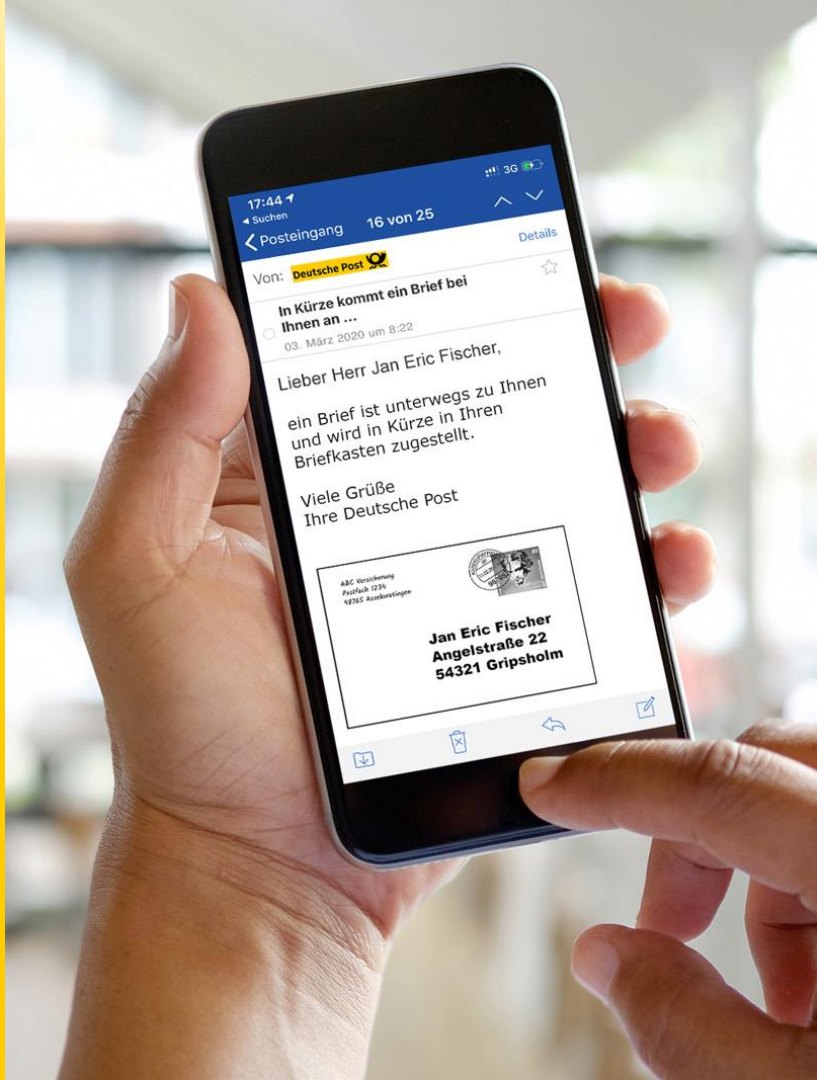 17:44
3G
Suchen
Posteingang
16 von 25
Von: Deutsche Post
Details
In Kürze kommt ein Brief bei
Ihnen an ...
03. März 2020 um 8:22
Lieber Herr Jan Eric Fischer,
ein Brief ist unterwegs zu Ihnen
und wird in Kürze in Ihren
Briefkasten zugestellt.
Viele Grüße
Ihre Deutsche Post
ABC Versicherung
Postfach 1234
98765 Assekuratingen
Jan Eric Fischer
Angelstraße 22
54321 Gripsholm